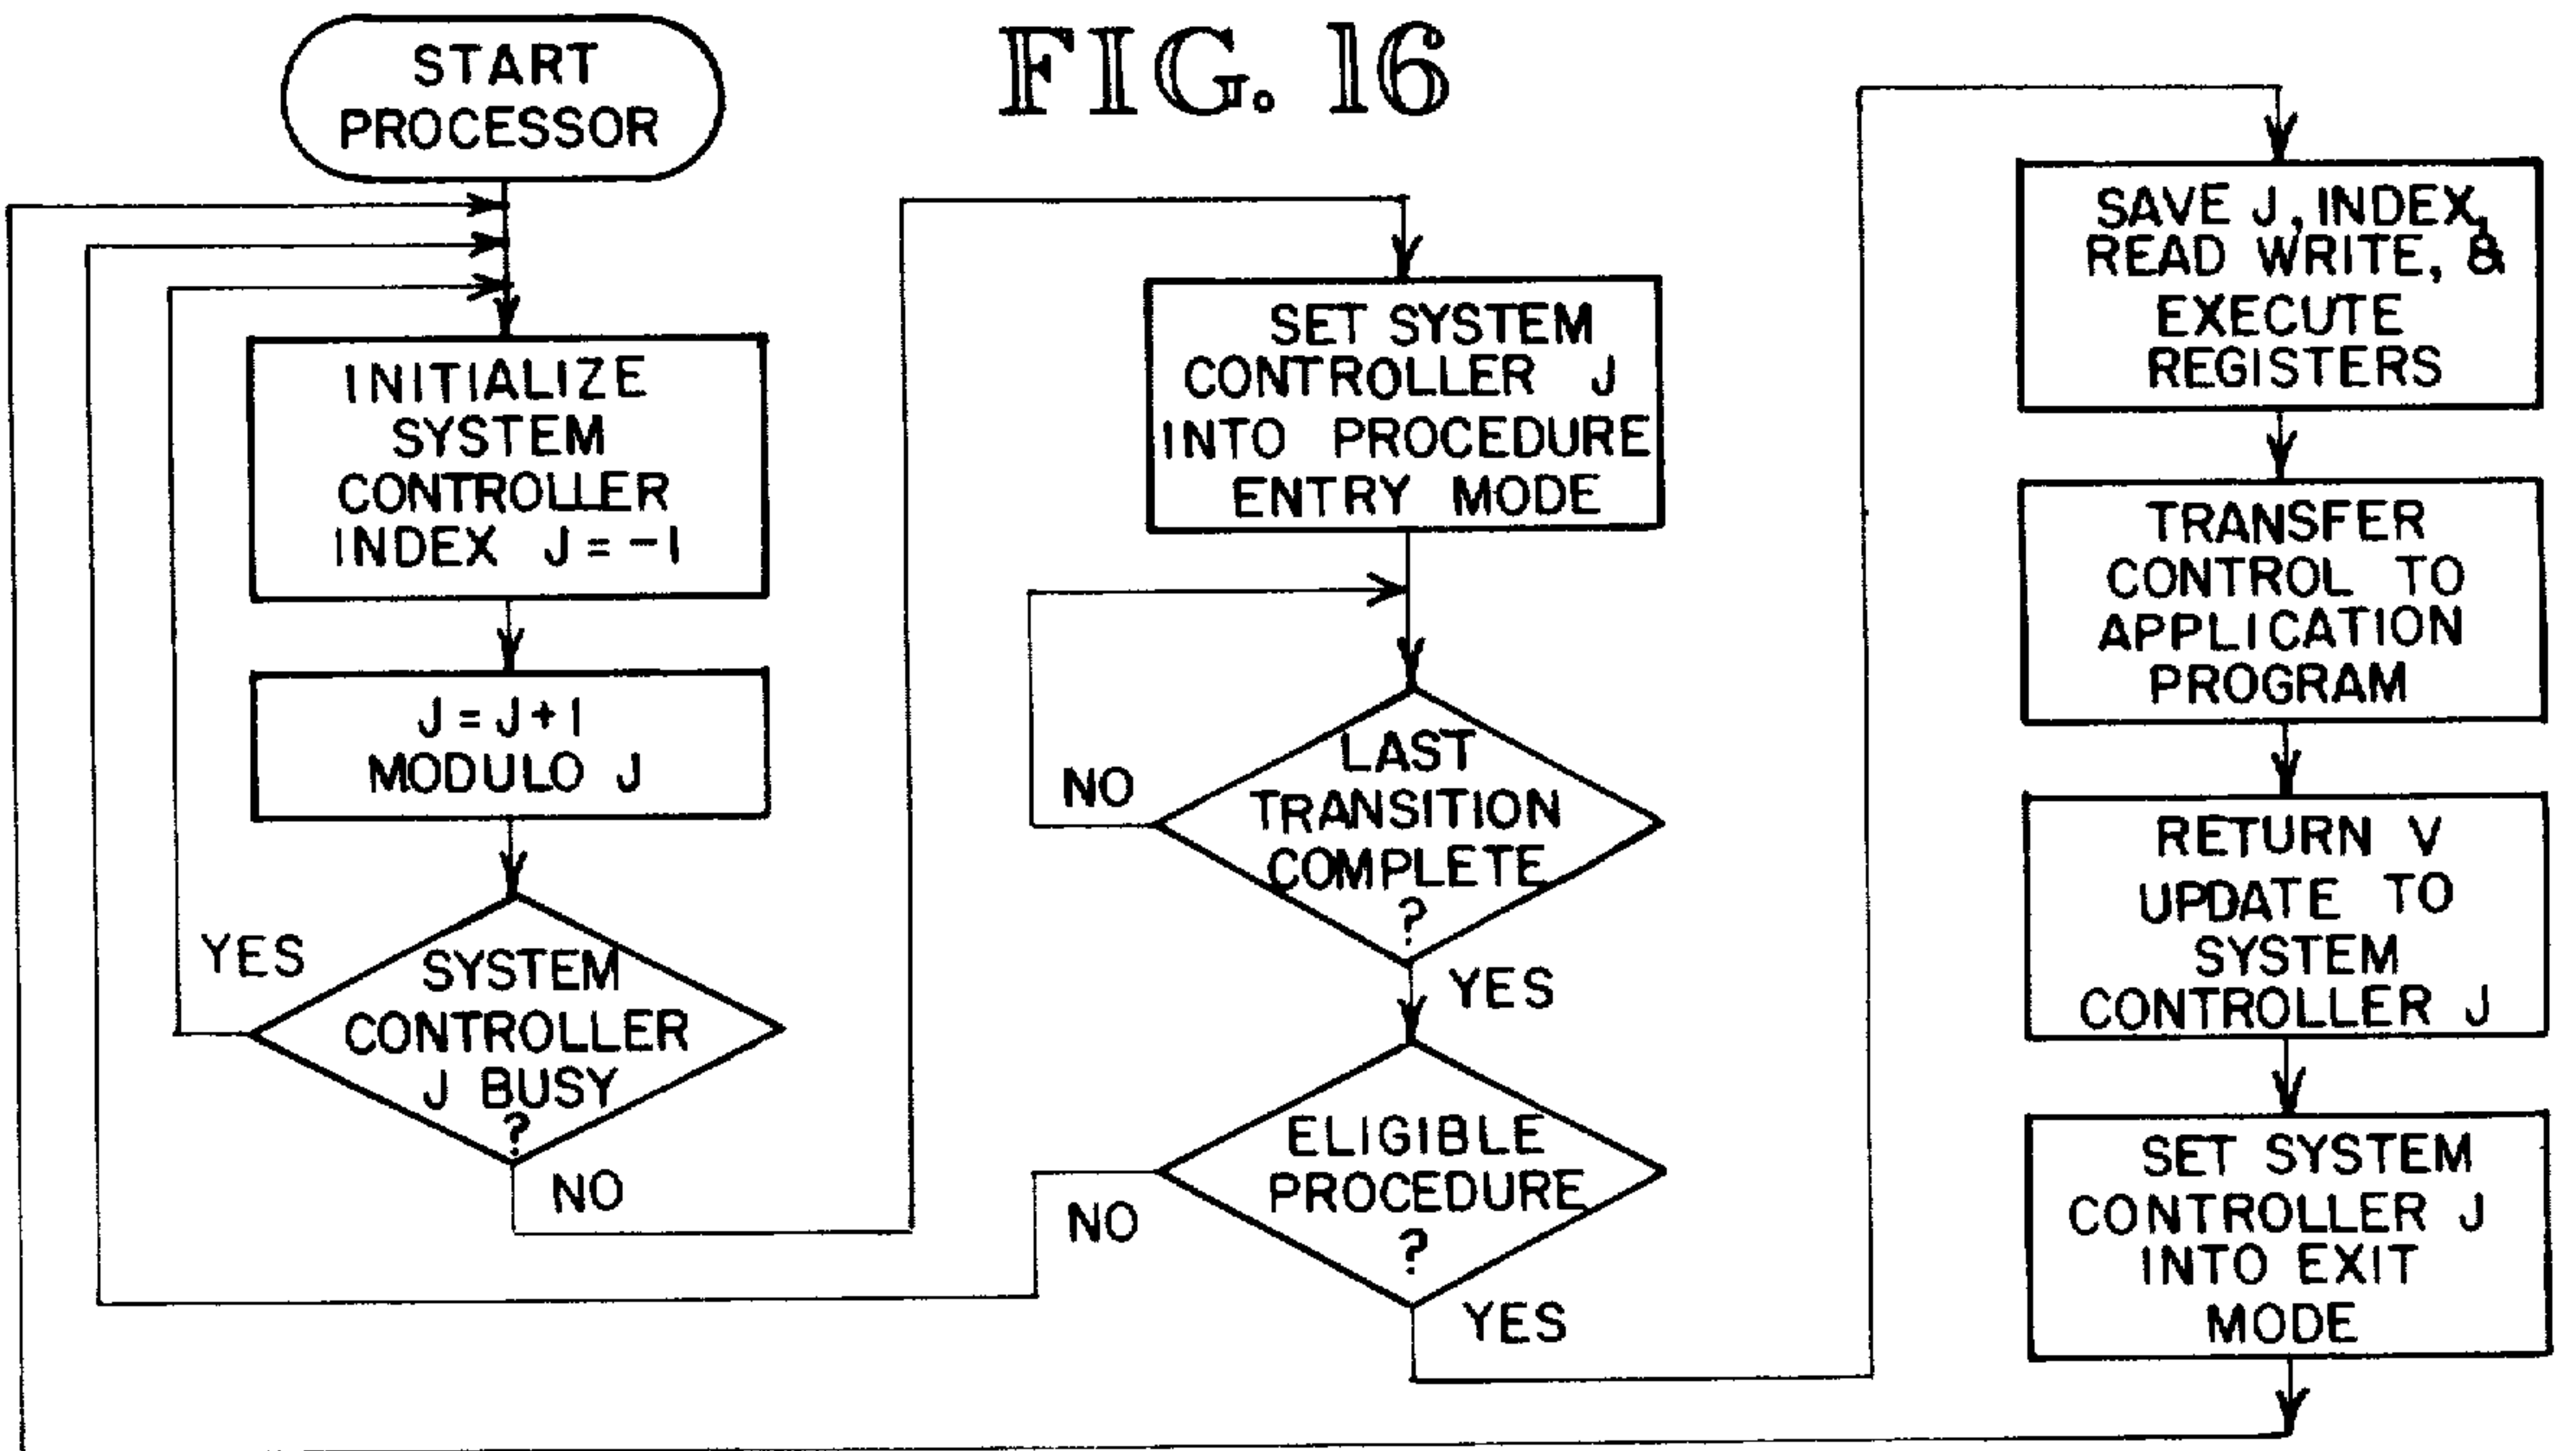 FIG. 16
START
PROCESSOR
INITIALIZE
SYSTEM
CONTROLLER
INDEX J = -1
J = J+1
MODULO J
SYSTEM
CONTROLLER
J BUSY
?
YES
NO
SET SYSTEM
CONTROLLER J
INTO PROCEDURE
ENTRY MODE
LAST
TRANSITION
COMPLETE
?
NO
YES
ELIGIBLE
PROCEDURE
?
NO
YES
SAVE J, INDEX,
READ WRITE, &
EXECUTE
REGISTERS
TRANSFER
CONTROL TO
APPLICATION
PROGRAM
RETURN V
UPDATE TO
SYSTEM
CONTROLLER J
SET SYSTEM
CONTROLLER J
INTO EXIT
MODE